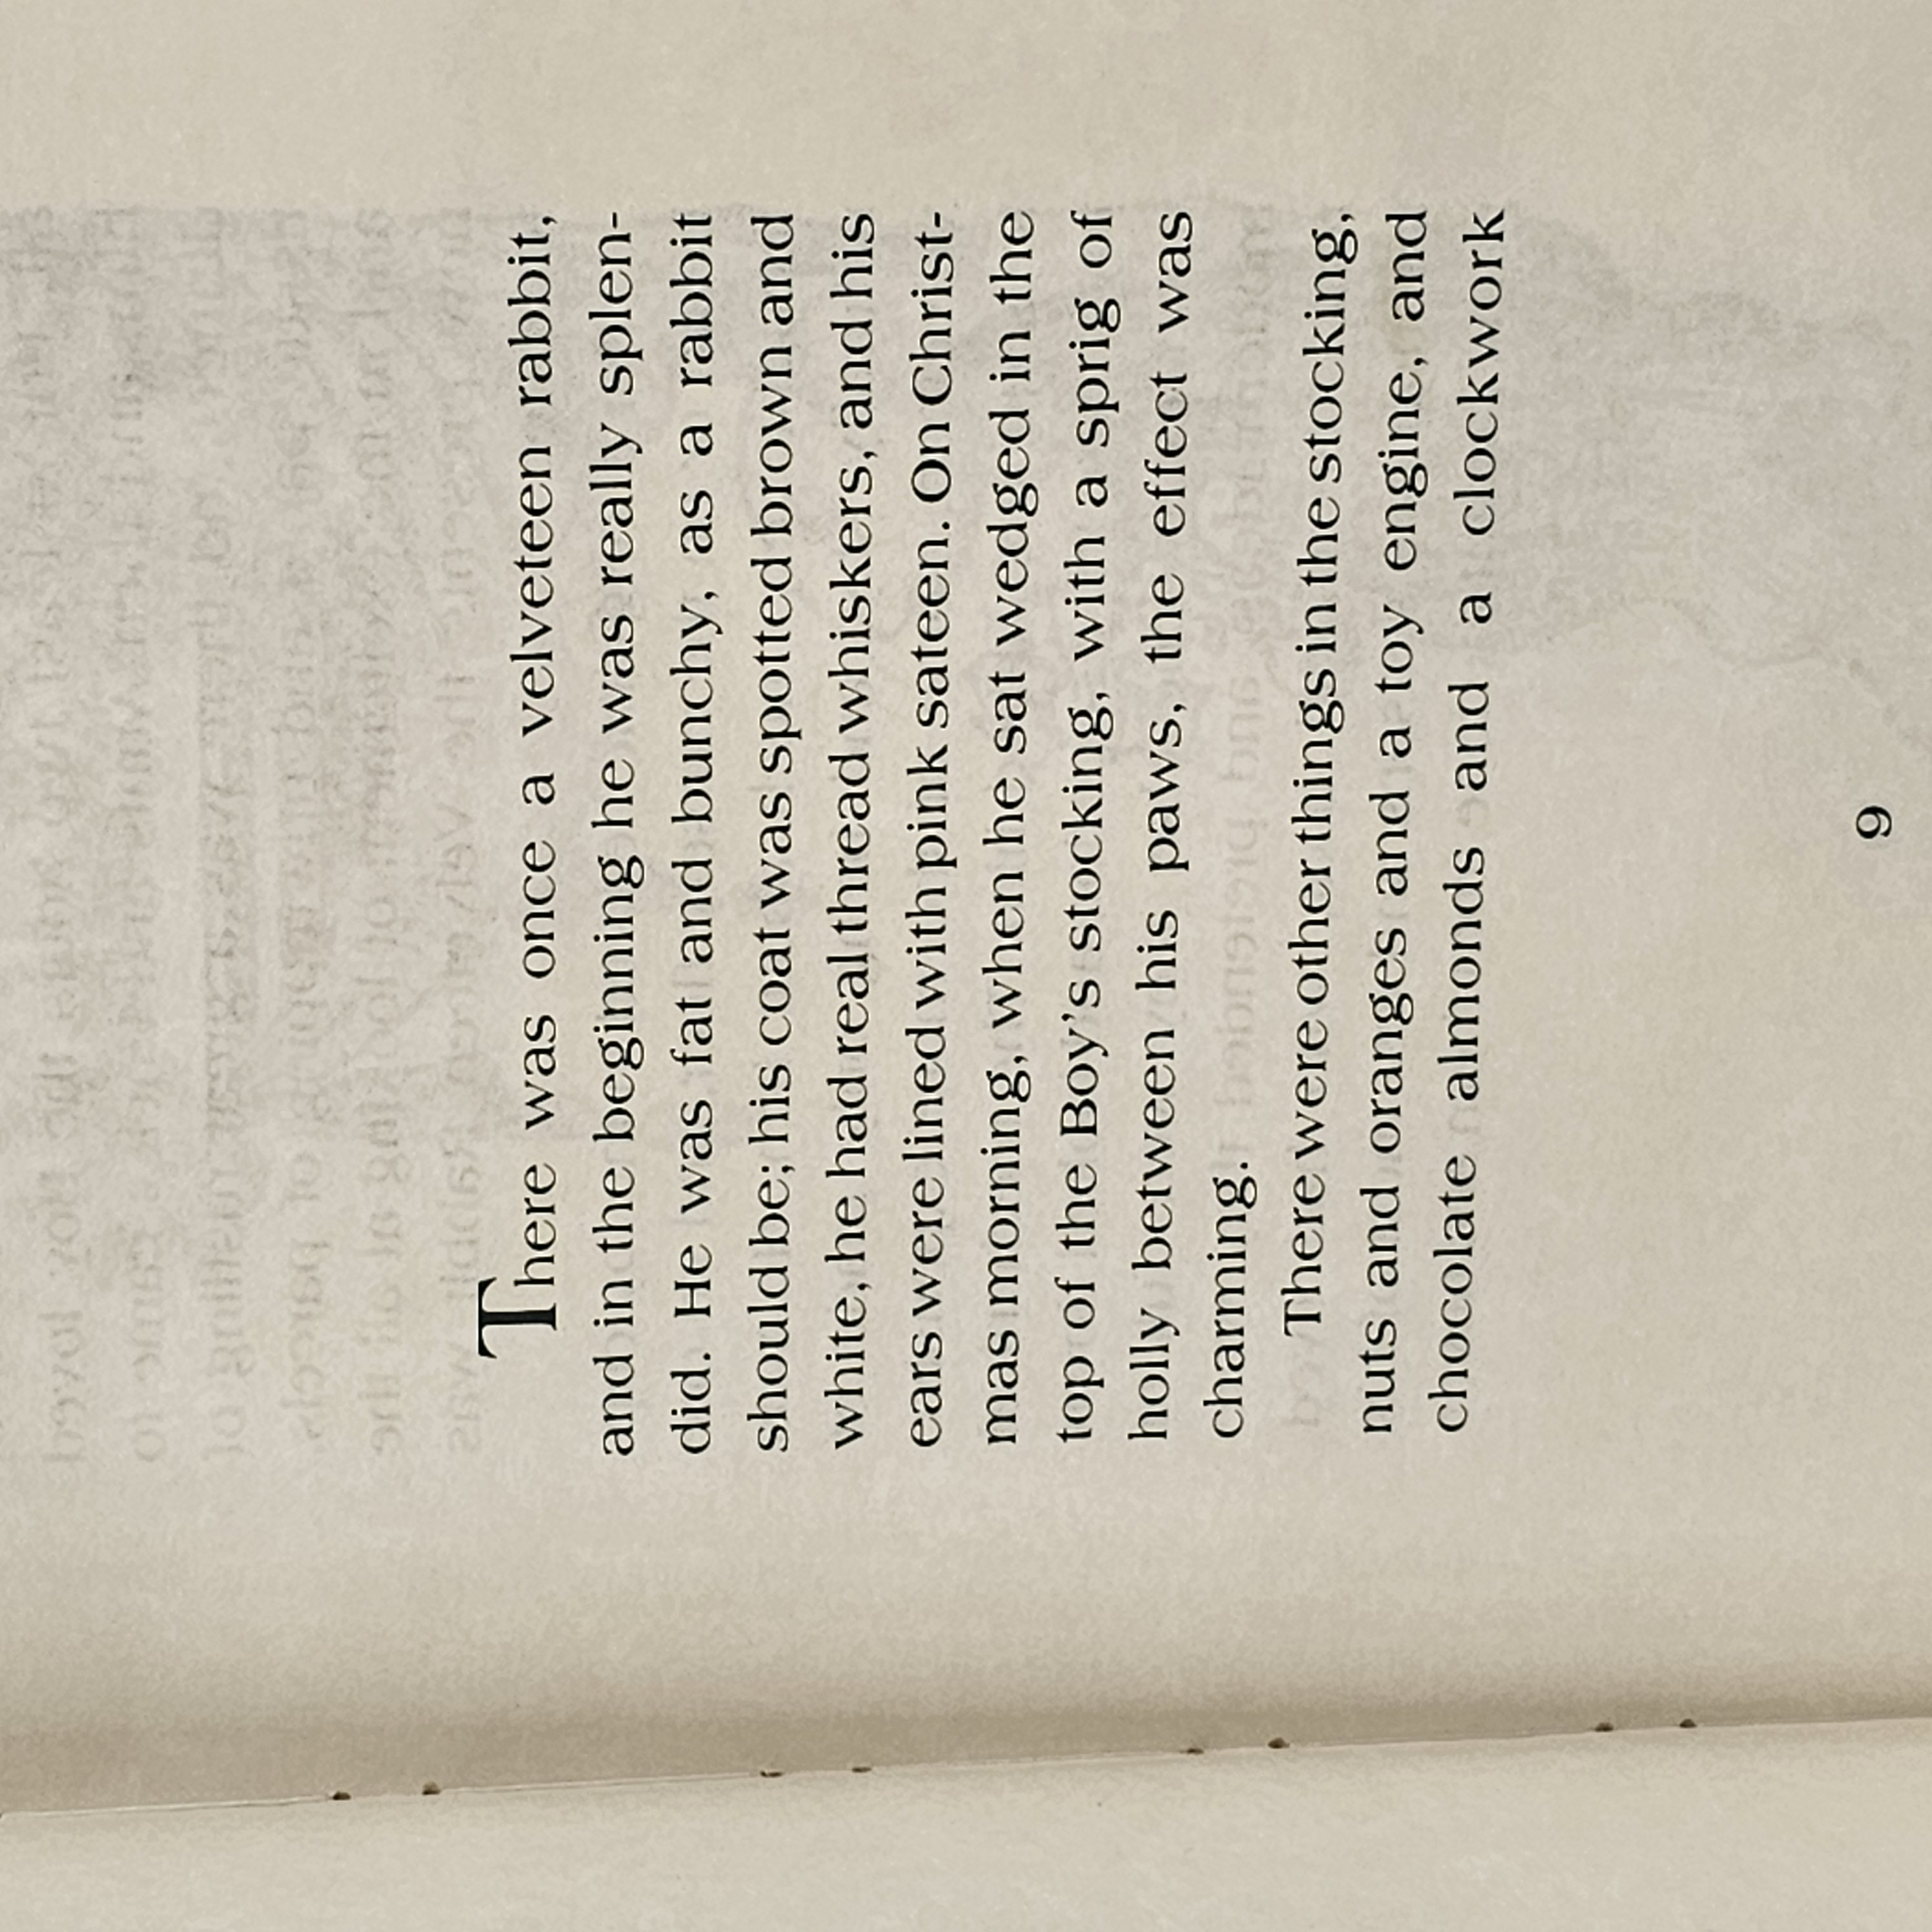 There was once a velveteen rabbit,
and in the beginning he was really splen-
did. He was fat and bunchy, as a rabbit
should be; his coat was spotted brown and
white, he had real thread whiskers, and his
ears were lined with pink sateen. On Christ-
mas morning, when he sat wedged in the
top of the Boy's stocking, with a sprig of
holly between his paws, the effect was
charming.
There were other things in the stocking,
nuts and oranges and a toy engine, and
chocolate almonds and a clockwork
9